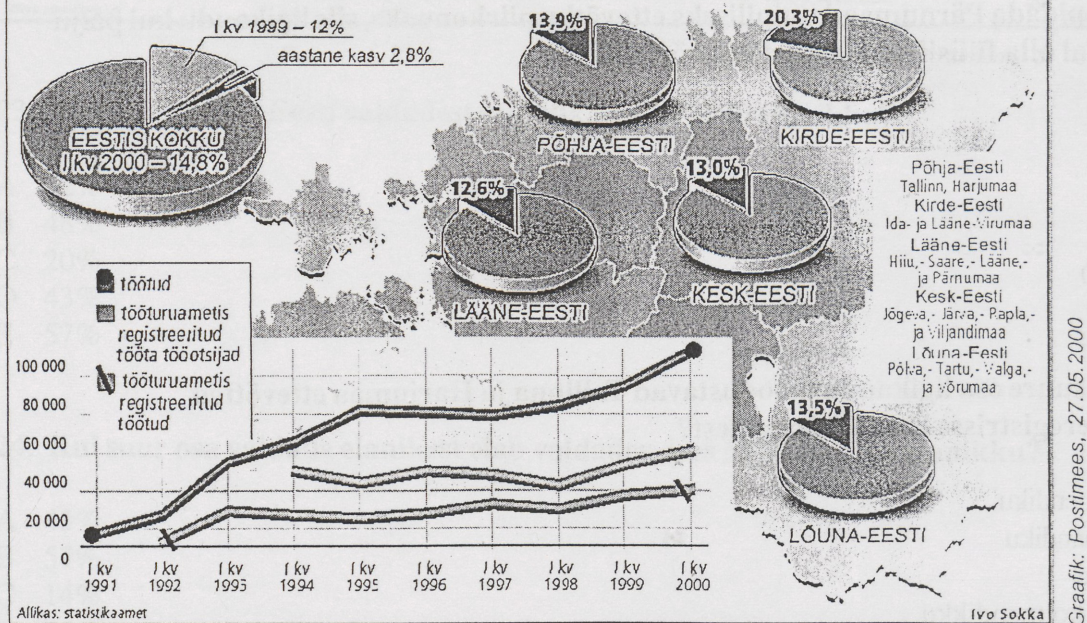 I kv 1999 – 12%
aastane kasv 2,8%
EESTIS KOKKU
I kv 2000 – 14,8%
13,9%
PÕHJA-EESTI
20,3%
KIRDE-EESTI
12,6%
LÄÄNE-EESTI
13,0%
KESK-EESTI
13,5%
LÕUNA-EESTI
Põhja-Eesti
Tallinn, Harjumaa
Kirde-Eesti
Ida- ja Lääne-Virumaa
Lääne-Eesti
Hiiu,- Saare,- Lääne,-
ja Pärnumaa
Kesk-Eesti
Jõgeva,- Järva,- Rapla,-
ja Viljandimaa
Lõuna-Eesti
Põlva,- Tartu,- Valga,-
ja Võrumaa
töötud
tööturuametis
registreeritud
tööta tööotsijad
tööturuametis
registreeritud
töötud
100 000
80 000
60 000
40 000
20 000
0
I kv 1991
I kv 1992
I kv 1993
I kv 1994
I kv 1995
I kv 1996
I kv 1997
I kv 1998
I kv 1999
I kv 2000
Allikas: statistikaamet
Ivo Sokka
Graafik: Postimees, 27.05.2000